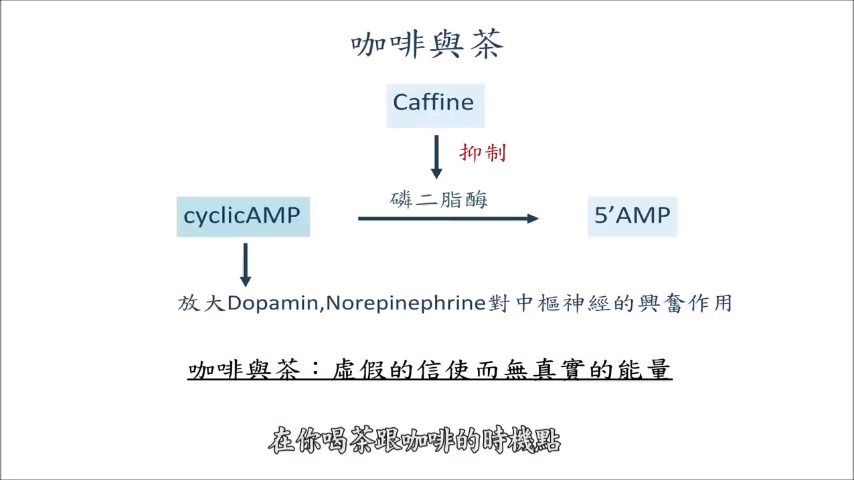 咖啡與茶
Caffine
抑制
磷二脂酶
cyclicAMP
5’AMP
放大Dopamin,Norepinephrine對中樞神經的興奮作用
咖啡與茶：虛假的信使而無真實的能量
在你喝茶跟咖啡的時機點